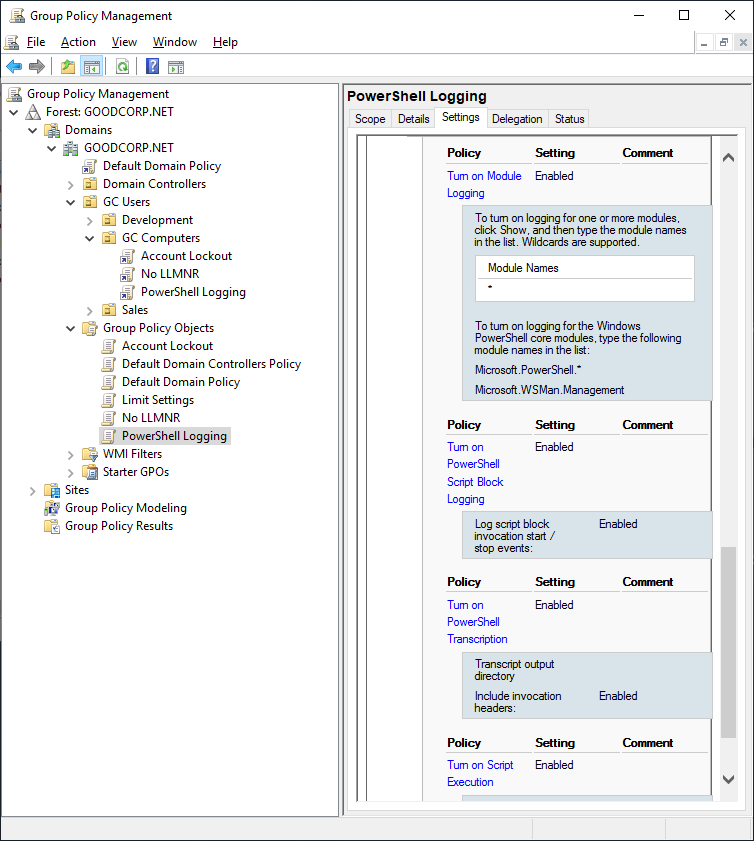 Group Policy Management
File Action View Window Help
Group Policy Management
Forest: GOODCORP.NET
Domains
GOODCORP.NET
Default Domain Policy
Domain Controllers
GC Users
Development
GC Computers
Account Lockout
No LLMNR
PowerShell Logging
Sales
Group Policy Objects
Account Lockout
Default Domain Controllers Policy
Default Domain Policy
Limit Settings
No LLMNR
PowerShell Logging
WMI Filters
Starter GPOs
Sites
Group Policy Modeling
Group Policy Results
PowerShell Logging
Scope Details Settings Delegation Status
Policy Setting Comment
Turn on Module Enabled
Logging
To turn on logging for one or more modules,
click Show, and then type the module names
in the list. Wildcards are supported.
Module Names
*
To turn on logging for the Windows
PowerShell core modules, type the following
module names in the list:
Microsoft.PowerShell.*
Microsoft.WSMan.Management
Policy Setting Comment
Turn on Enabled
PowerShell
Script Block
Logging
Log script block Enabled
invocation start /
stop events:
Policy Setting Comment
Turn on Enabled
PowerShell
Transcription
Transcript output
directory
Include invocation Enabled
headers:
Policy Setting Comment
Turn on Script Enabled
Execution